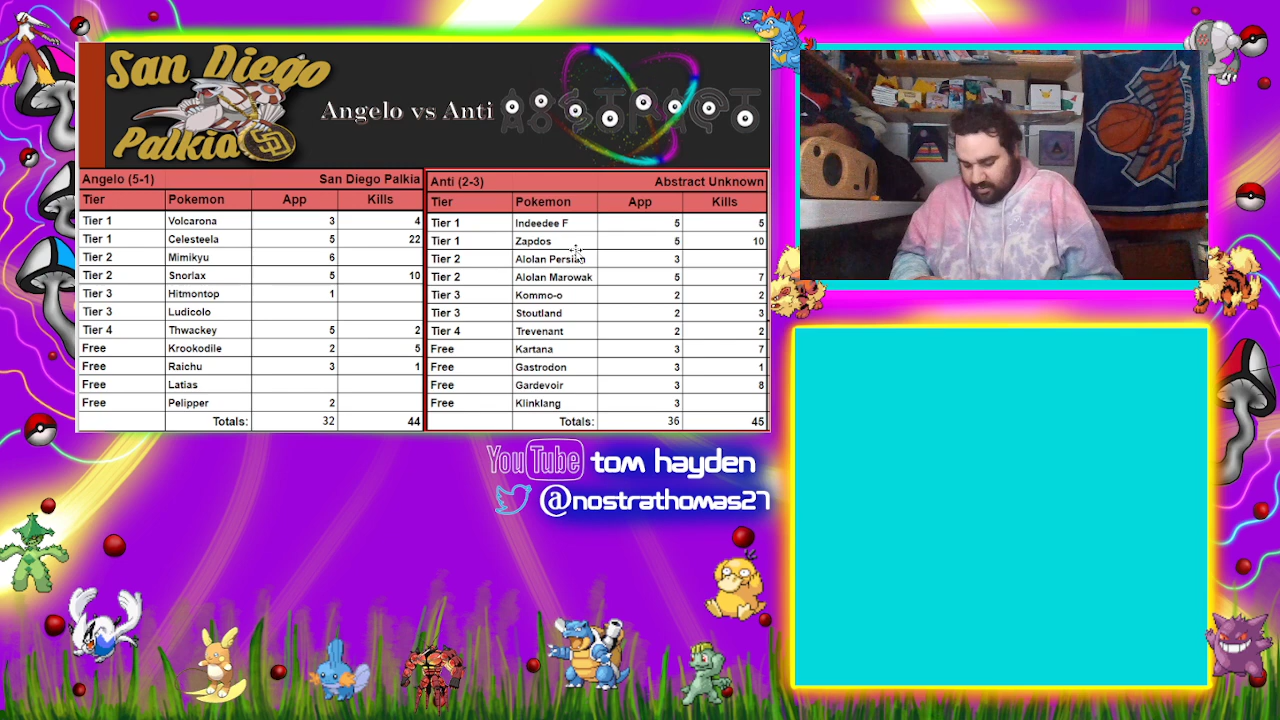 San Diego
Palkia
SD
Angelo vs Anti
ABSTRACT
Angelo (5-1) San Diego Palkia
Tier Pokemon App Kills
Tier 1 Volcarona 3 4
Tier 1 Celesteela 5 22
Tier 2 Mimikyu 6
Tier 2 Snorlax 5 10
Tier 3 Hitmontop 1
Tier 3 Ludicolo
Tier 4 Thwackey 5 2
Free Krookodile 2 5
Free Raichu 3 1
Free Latias
Free Pelipper 2
Totals: 32 44
Anti (2-3) Abstract Unknown
Tier Pokemon App Kills
Tier 1 Indeedee F 5 5
Tier 1 Zapdos 5 10
Tier 2 Alolan Persian 3
Tier 2 Alolan Marowak 5 7
Tier 3 Kommo-o 2 2
Tier 3 Stoutland 2 3
Tier 4 Trevenant 2 2
Free Kartana 3 7
Free Gastrodon 3 1
Free Gardevoir 3 8
Free Klinklang 3
Totals: 36 45
YouTube tom hayden
@nostrathomas27